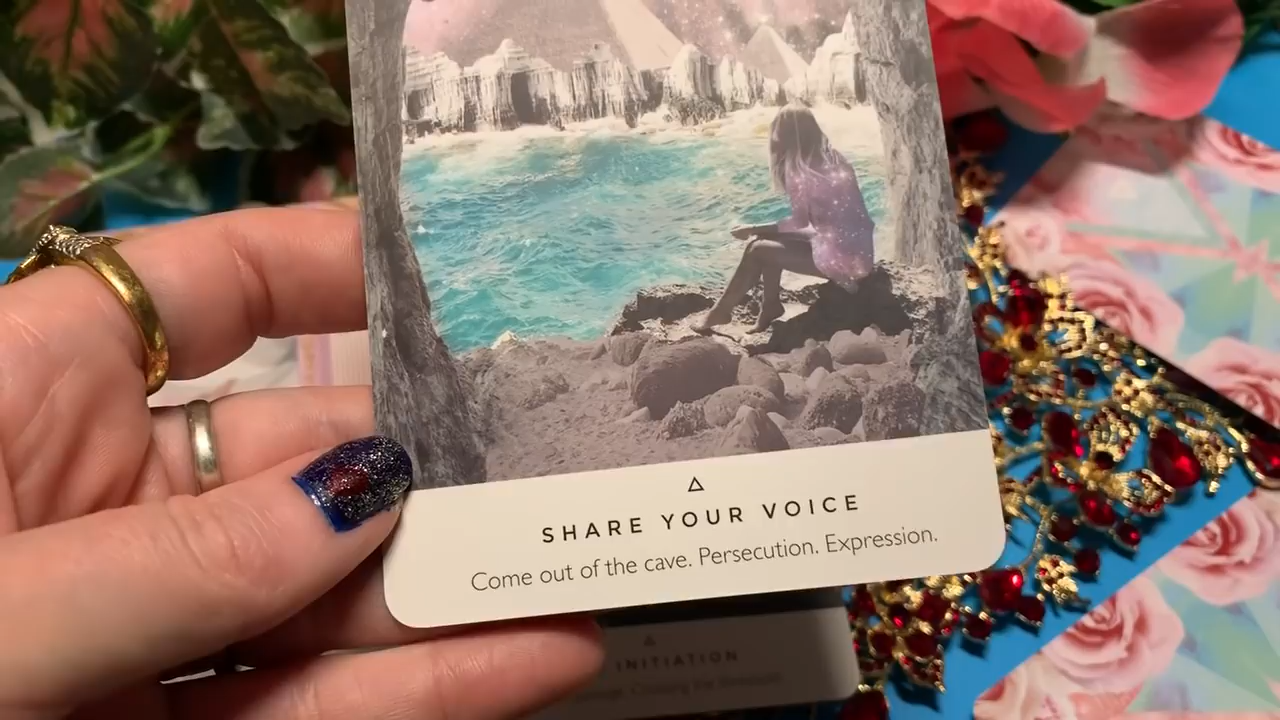 SHARE YOUR VOICE
Come out of the cave. Persecution. Expression.
INITIATION